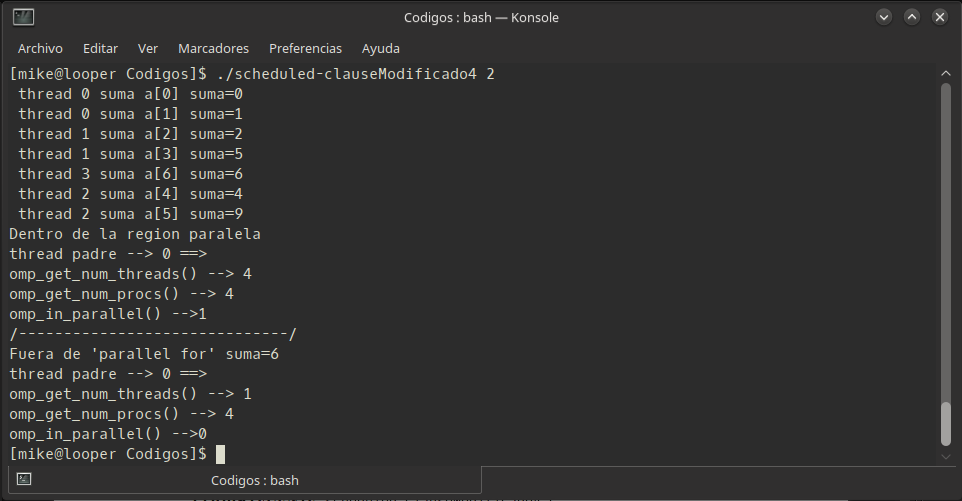 Codigos : bash — Konsole
Archivo Editar Ver Marcadores Preferencias Ayuda
[mike@looper Codigos]$ ./scheduled-clauseModificado4 2
 thread 0 suma a[0] suma=0
 thread 0 suma a[1] suma=1
 thread 1 suma a[2] suma=2
 thread 1 suma a[3] suma=5
 thread 3 suma a[6] suma=6
 thread 2 suma a[4] suma=4
 thread 2 suma a[5] suma=9
Dentro de la region paralela
thread padre --> 0 ==>
omp_get_num_threads() --> 4
omp_get_num_procs() --> 4
omp_in_parallel() -->1
/------------------------------/
Fuera de 'parallel for' suma=6
thread padre --> 0 ==>
omp_get_num_threads() --> 1
omp_get_num_procs() --> 4
omp_in_parallel() -->0
[mike@looper Codigos]$
Codigos : bash